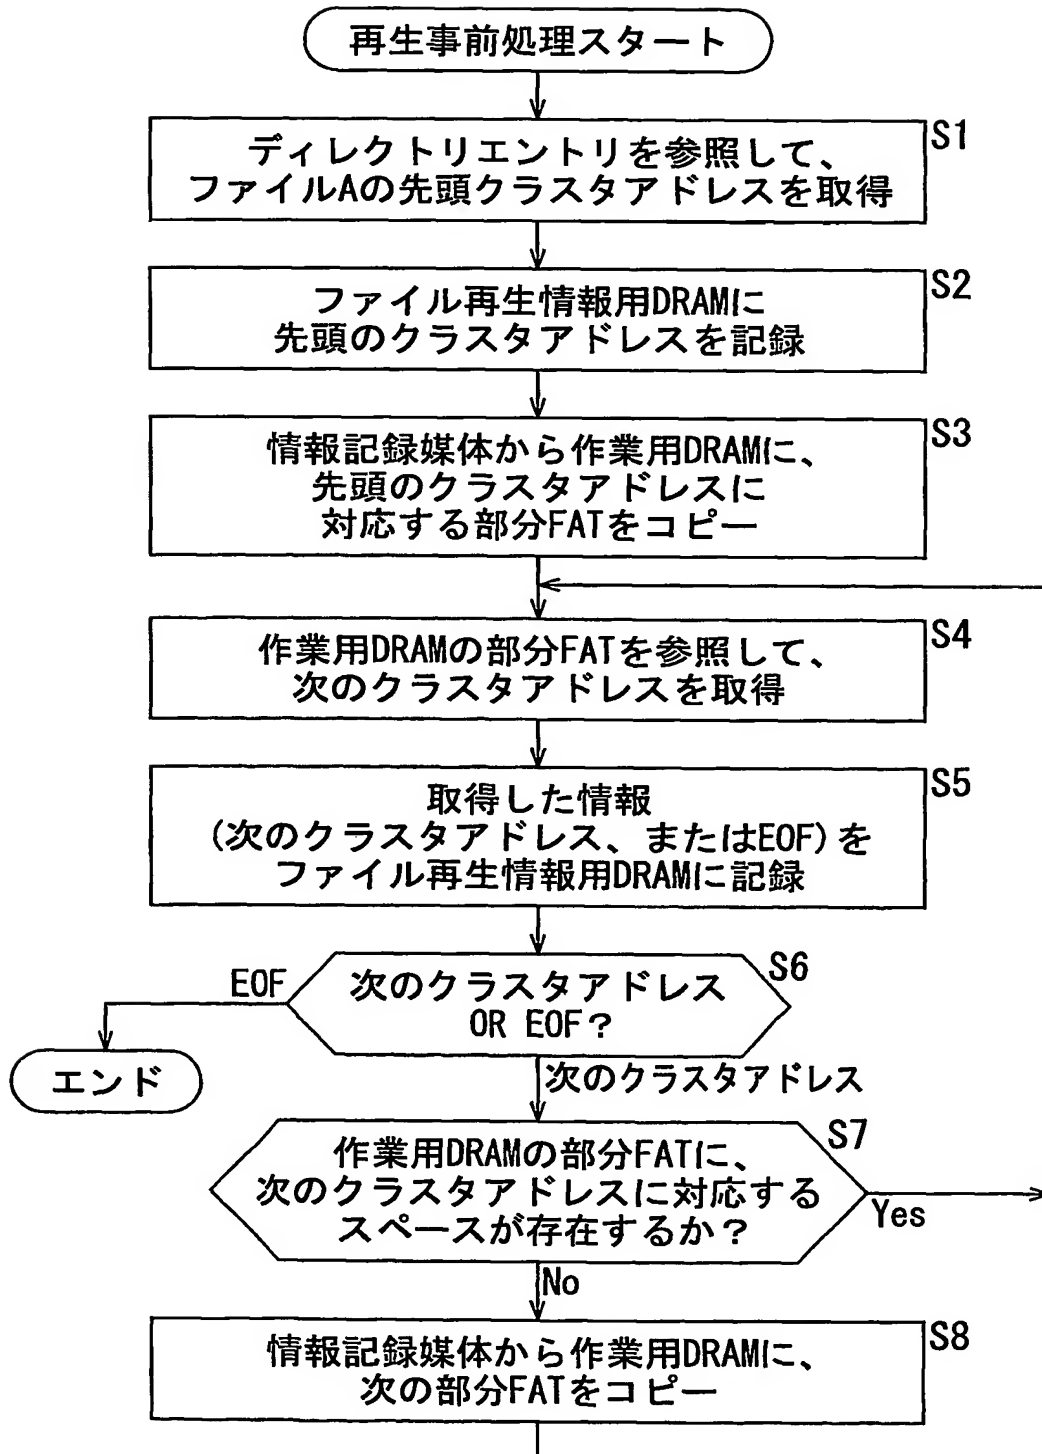 再生事前処理スタート
S1
ディレクトリエントリを参照して、
ファイルAの先頭クラスタアドレスを取得
S2
ファイル再生情報用DRAMに
先頭のクラスタアドレスを記録
S3
情報記録媒体から作業用DRAMに、
先頭のクラスタアドレスに
対応する部分FATをコピー
S4
作業用DRAMの部分FATを参照して、
次のクラスタアドレスを取得
S5
取得した情報
(次のクラスタアドレス、またはEOF)を
ファイル再生情報用DRAMに記録
S6
EOF
次のクラスタアドレス
OR EOF?
エンド
次のクラスタアドレス
S7
作業用DRAMの部分FATに、
次のクラスタアドレスに対応する
スペースが存在するか?
Yes
No
S8
情報記録媒体から作業用DRAMに、
次の部分FATをコピー